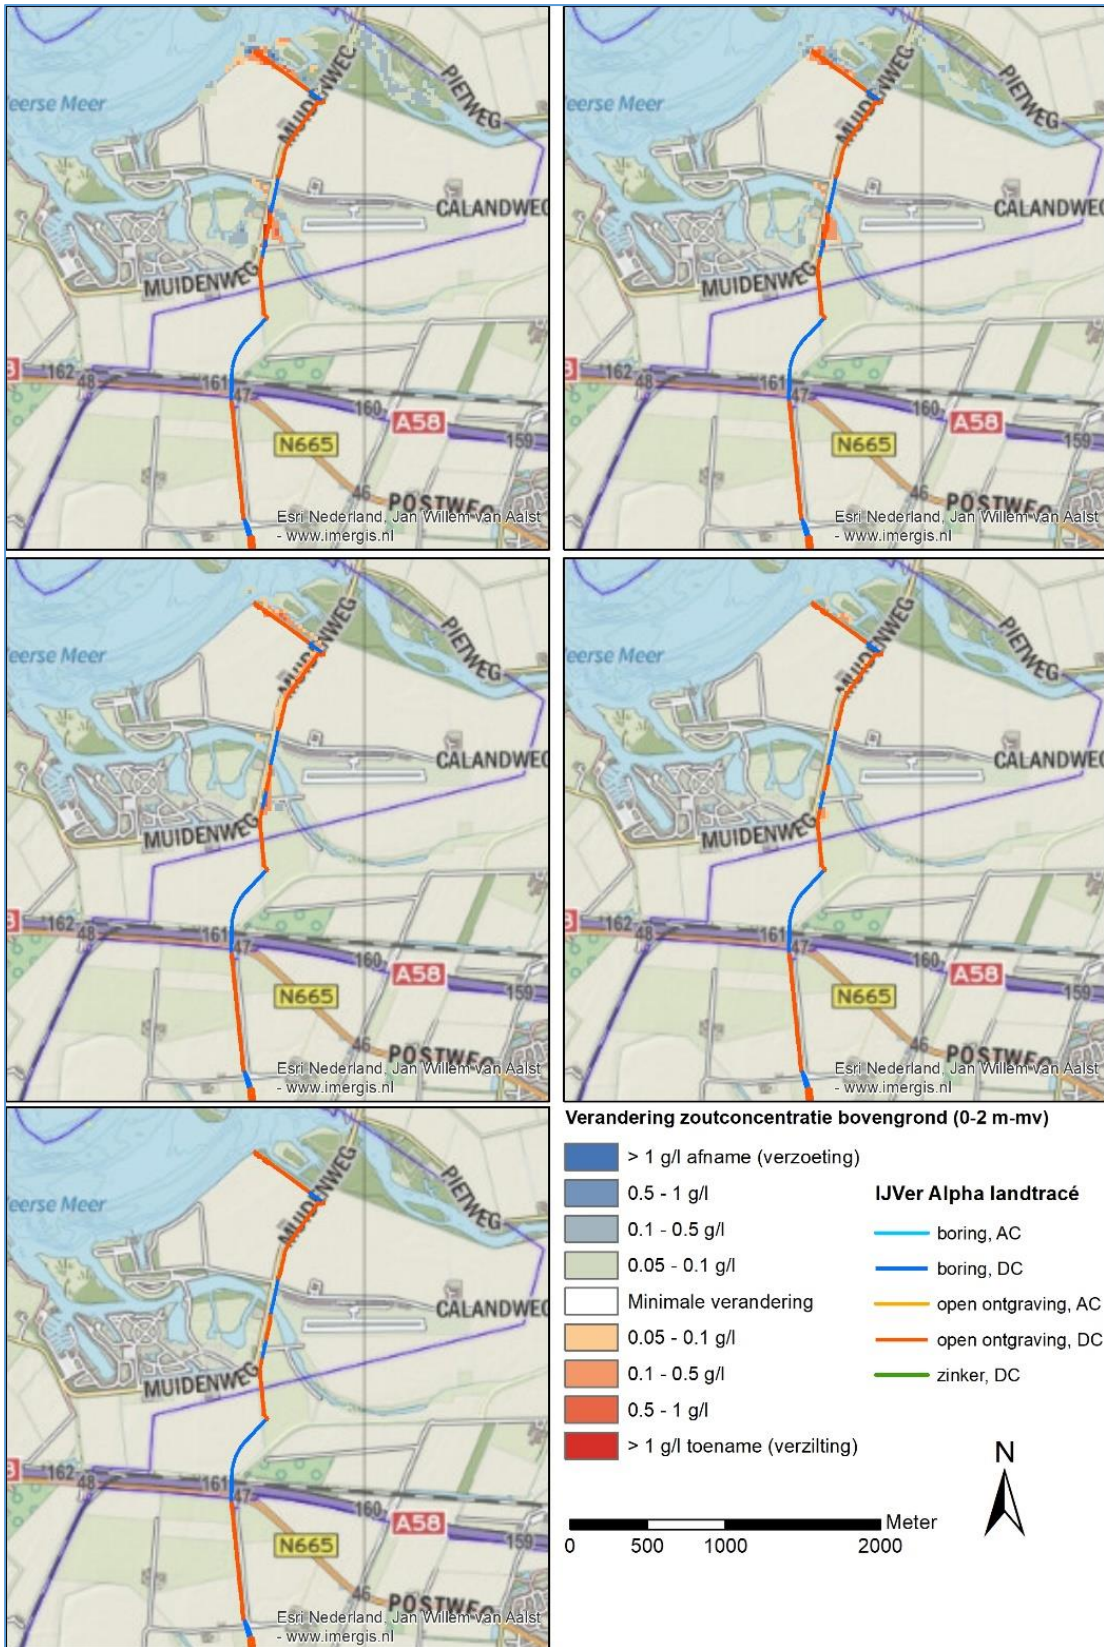 MUIDENWEG
PIETWEG
eerse Meer
CALANDWEG
MUIDENWEG
162
48
161
47
160
A58
159
N665
46
POSTWEG
Esri Nederland, Jan Willem van Aalst
- www.imergis.nl
MUIDENWEG
PIETWEG
eerse Meer
CALANDWEG
MUIDENWEG
162
48
161
47
160
A58
159
N665
46
POSTWEG
Esri Nederland, Jan Willem van Aalst
- www.imergis.nl
MUIDENWEG
PIETWEG
eerse Meer
CALANDWEG
MUIDENWEG
162
48
161
47
160
A58
159
N665
46
POSTWEG
Esri Nederland, Jan Willem van Aalst
- www.imergis.nl
MUIDENWEG
PIETWEG
eerse Meer
CALANDWEG
MUIDENWEG
162
48
161
47
160
A58
159
N665
46
POSTWEG
Esri Nederland, Jan Willem van Aalst
- www.imergis.nl
MUIDENWEG
PIETWEG
eerse Meer
CALANDWEG
MUIDENWEG
162
48
161
47
160
A58
159
N665
46
POSTWEG
Esri Nederland, Jan Willem van Aalst
- www.imergis.nl
Verandering zoutconcentratie bovengrond (0-2 m-mv)
> 1 g/l afname (verzoeting)
0.5 - 1 g/l
0.1 - 0.5 g/l
0.05 - 0.1 g/l
Minimale verandering
0.05 - 0.1 g/l
0.1 - 0.5 g/l
0.5 - 1 g/l
> 1 g/l toename (verzilting)
IJVer Alpha landtracé
boring, AC
boring, DC
open ontgraving, AC
open ontgraving, DC
zinker, DC
N
Meter
0 500 1000 2000